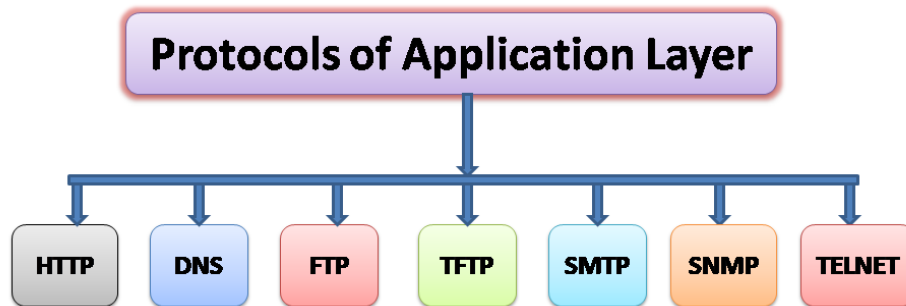 Protocols of Application Layer
HTTP
DNS
FTP
TFTP
SMTP
SNMP
TELNET